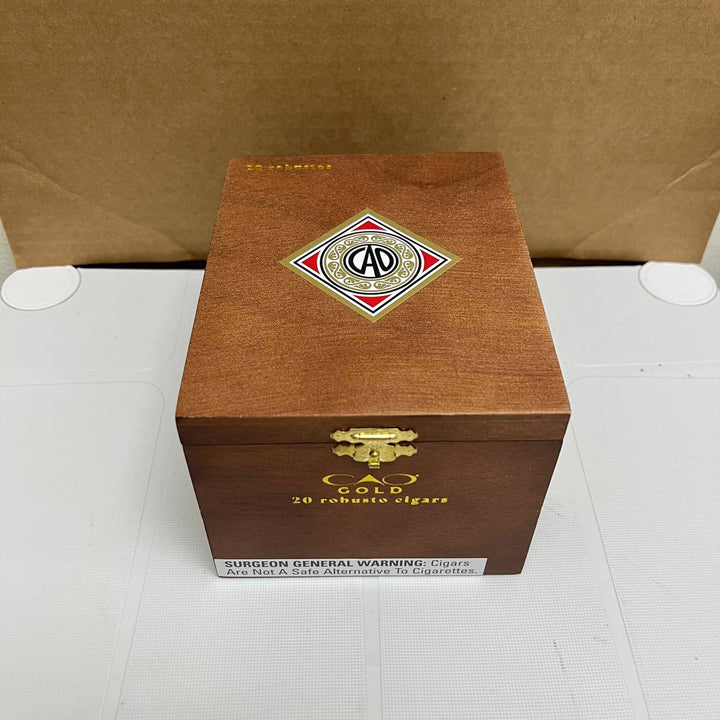 20 robustos
CAO
CAO
GOLD
20 robusto cigars
SURGEON GENERAL WARNING: Cigars
Are Not A Safe Alternative To Cigarettes.